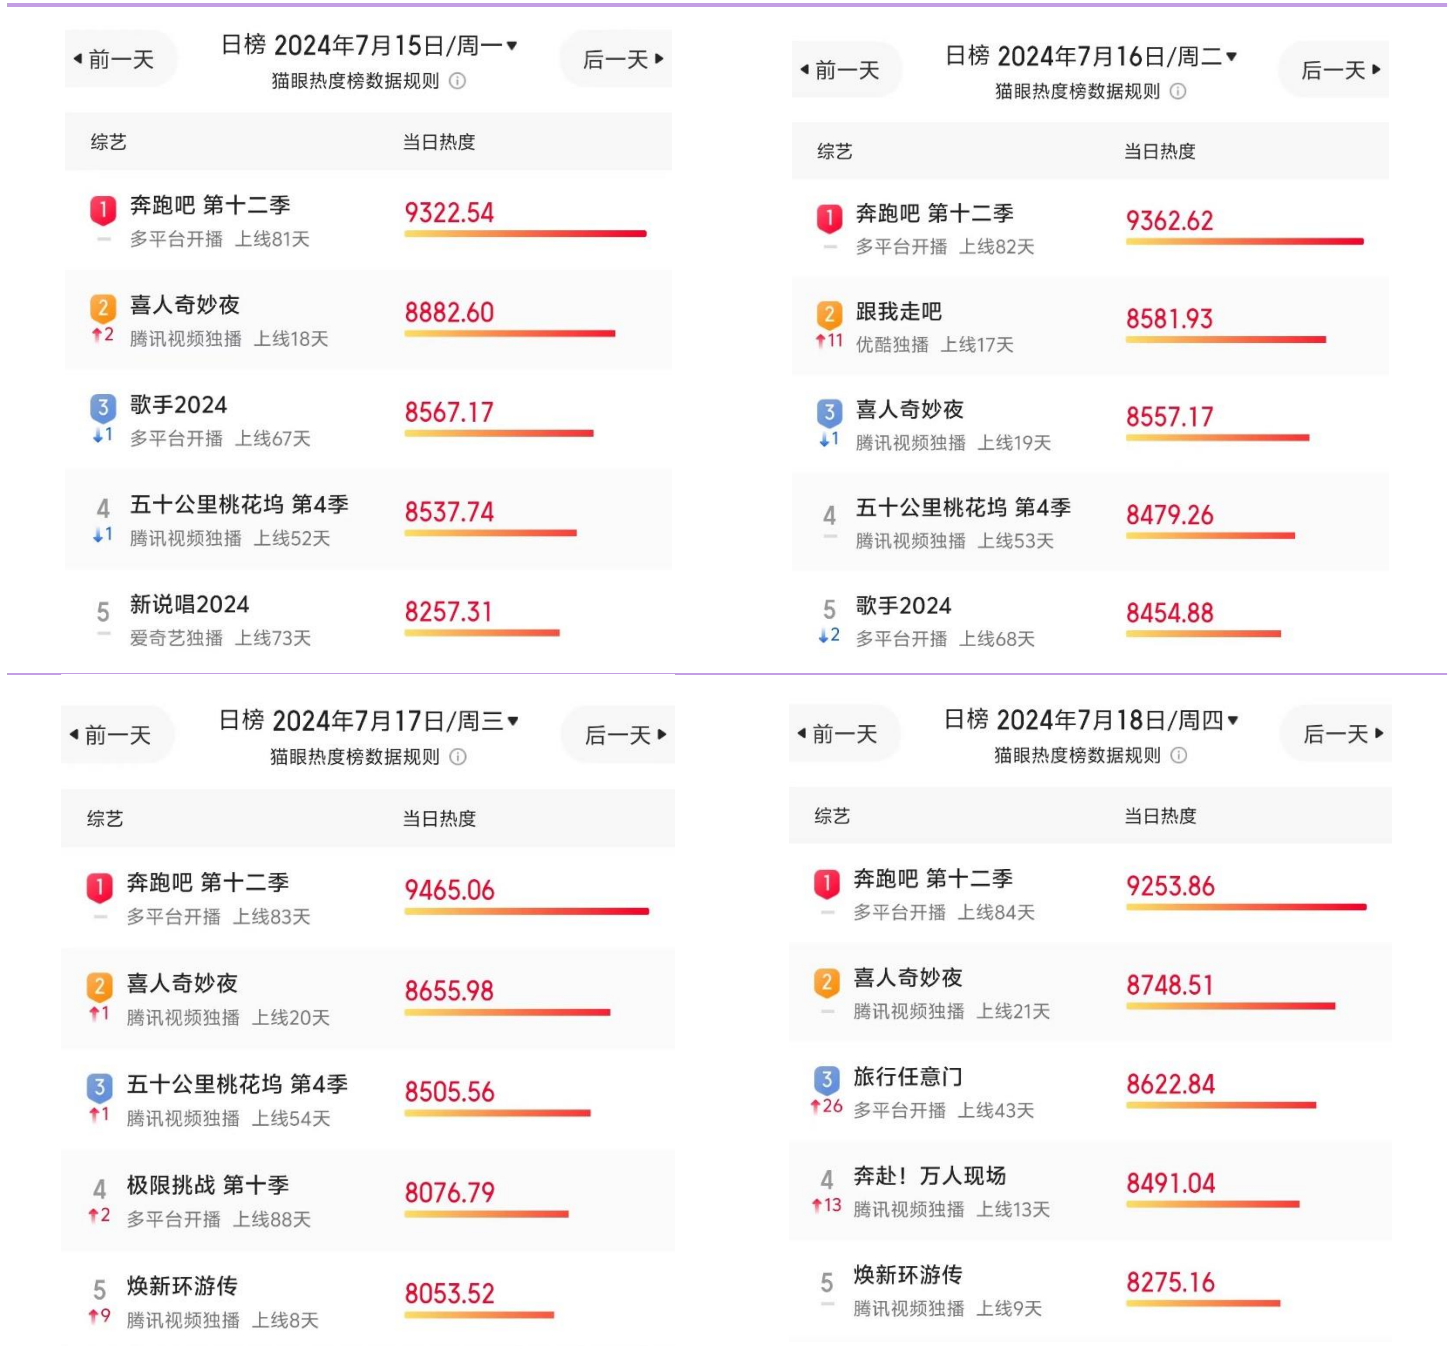 前一天
日榜 2024年7月15日/周一
后一天
猫眼热度榜数据规则
综艺 当日热度
1 奔跑吧 第十二季 9322.54
多平台开播 上线81天
2 喜人奇妙夜 8882.60
2 腾讯视频独播 上线18天
3 歌手2024 8567.17
1 多平台开播 上线67天
4 五十公里桃花坞 第4季 8537.74
1 腾讯视频独播 上线52天
5 新说唱2024 8257.31
爱奇艺独播 上线73天
前一天
日榜 2024年7月16日/周二
后一天
猫眼热度榜数据规则
综艺 当日热度
1 奔跑吧 第十二季 9362.62
多平台开播 上线82天
2 跟我走吧 8581.93
11 优酷独播 上线17天
3 喜人奇妙夜 8557.17
1 腾讯视频独播 上线19天
4 五十公里桃花坞 第4季 8479.26
腾讯视频独播 上线53天
5 歌手2024 8454.88
2 多平台开播 上线68天
前一天
日榜 2024年7月17日/周三
后一天
猫眼热度榜数据规则
综艺 当日热度
1 奔跑吧 第十二季 9465.06
多平台开播 上线83天
2 喜人奇妙夜 8655.98
1 腾讯视频独播 上线20天
3 五十公里桃花坞 第4季 8505.56
1 腾讯视频独播 上线54天
4 极限挑战 第十季 8076.79
2 多平台开播 上线88天
5 焕新环游传 8053.52
9 腾讯视频独播 上线8天
前一天
日榜 2024年7月18日/周四
后一天
猫眼热度榜数据规则
综艺 当日热度
1 奔跑吧 第十二季 9253.86
多平台开播 上线84天
2 喜人奇妙夜 8748.51
腾讯视频独播 上线21天
3 旅行任意门 8622.84
26 多平台开播 上线43天
4 奔赴！万人现场 8491.04
13 腾讯视频独播 上线13天
5 焕新环游传 8275.16
腾讯视频独播 上线9天